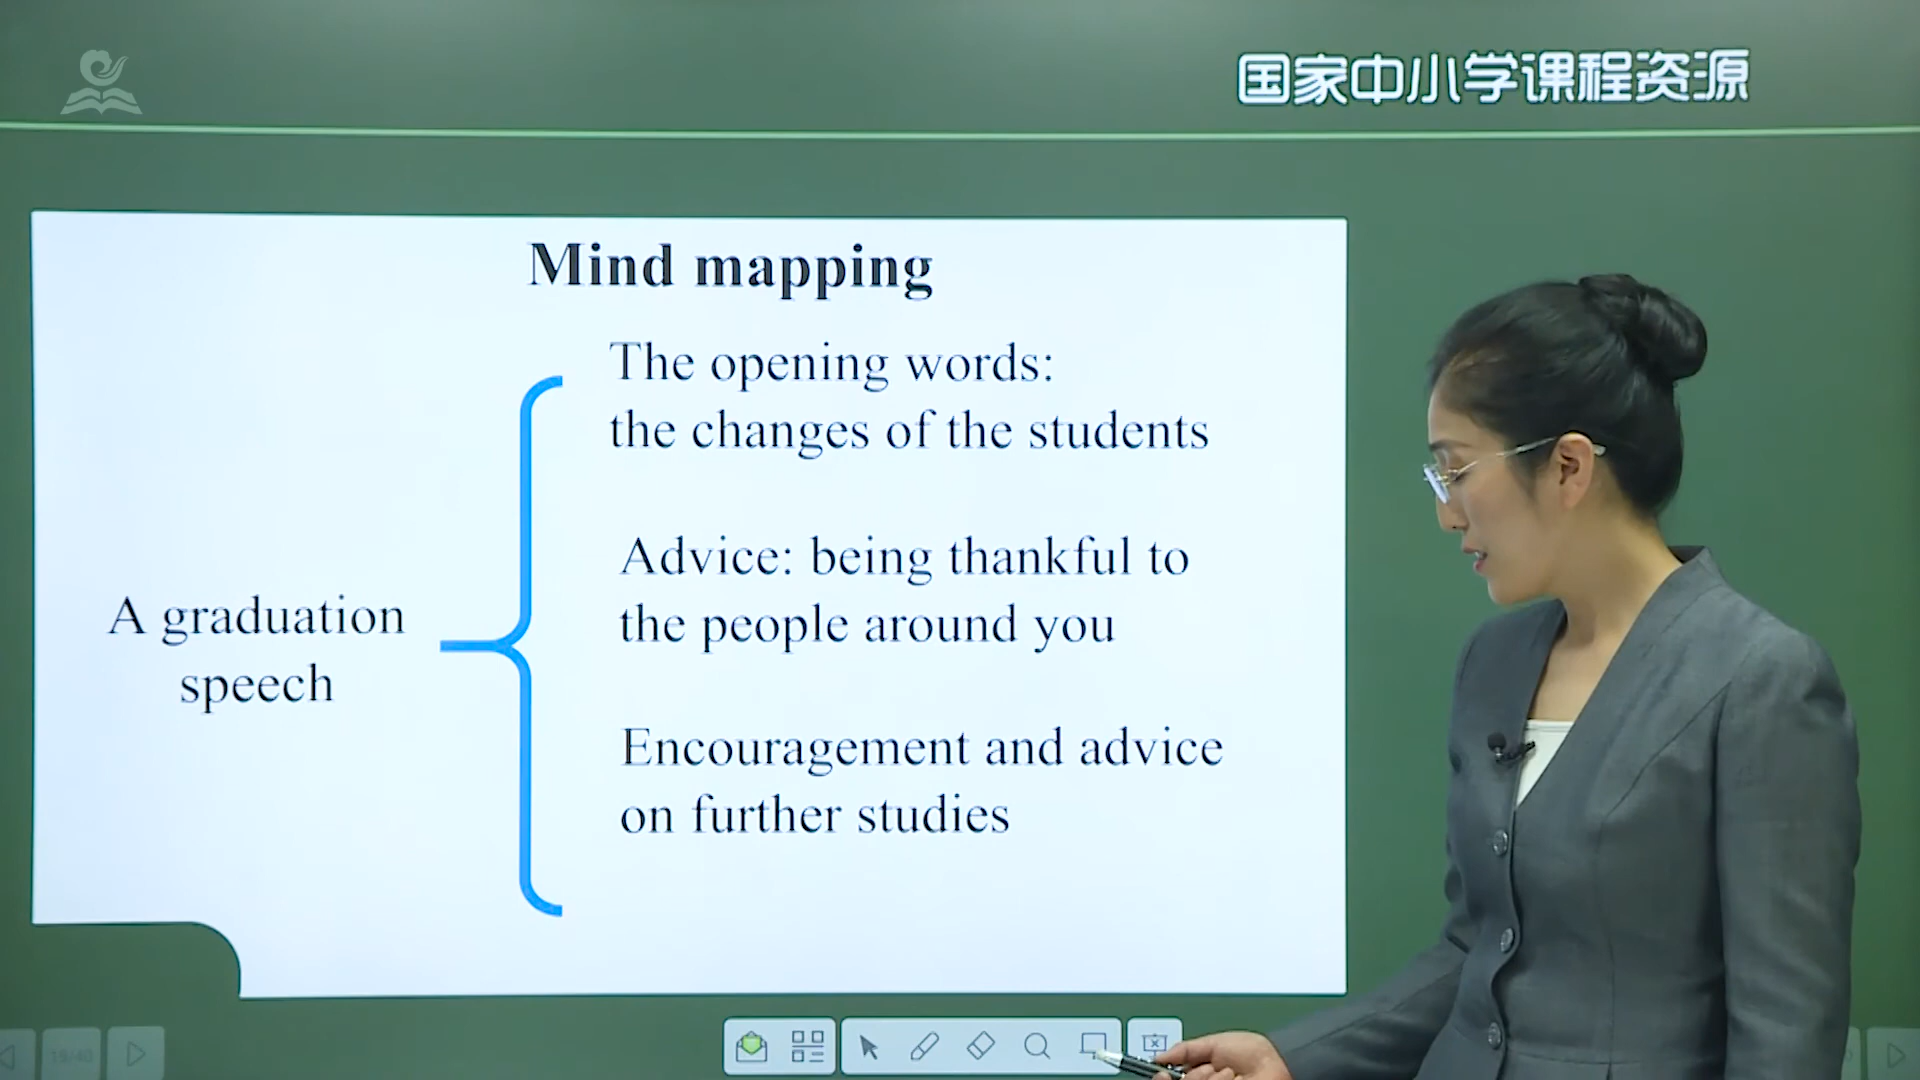 国家中小学课程资源
Mind mapping
The opening words:
the changes of the students
Advice: being thankful to
the people around you
A graduation
speech
Encouragement and advice
on further studies